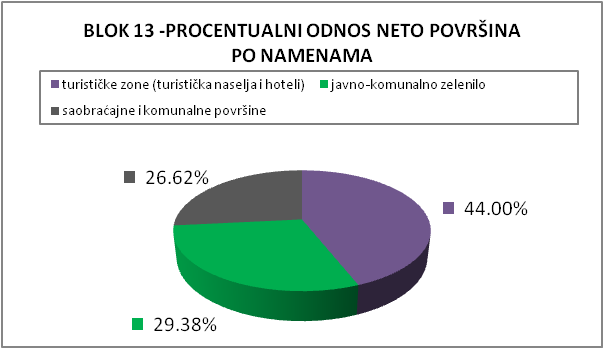 BLOK 13 -PROCENTUALNI ODNOS NETO POVRŠINA
PO NAMENAMA
turističke zone (turistička naselja i hoteli) javno-komunalno zelenilo
saobraćajne i komunalne površine
26.62%
44.00%
29.38%